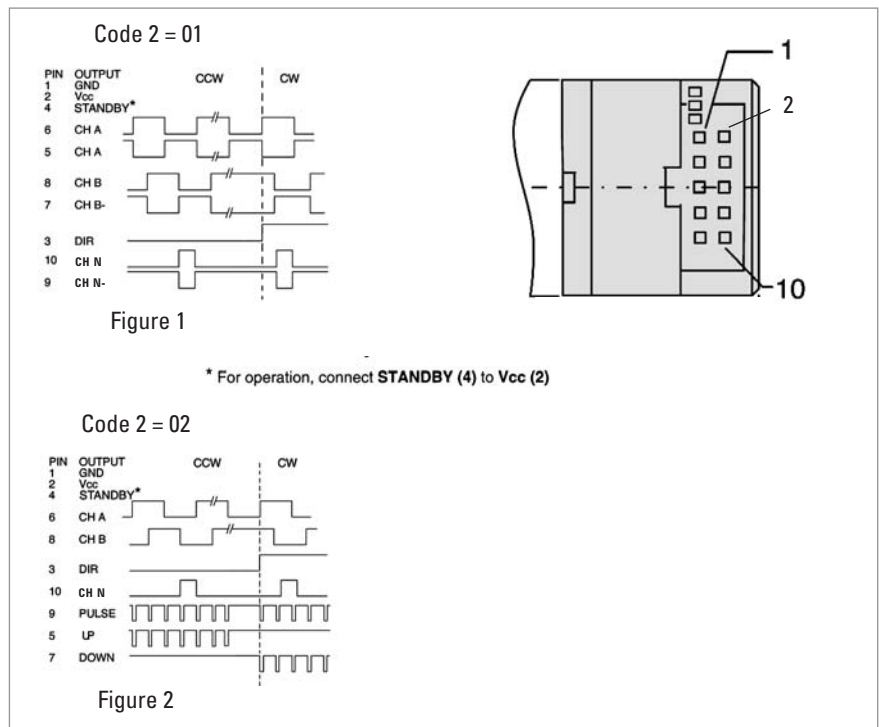 Code 2 = 01
PIN OUTPUT CCW CW
1 GND
2 Vcc
4 STANDBY*
6 CH A
5 CH A
8 CH B
7 CH B-
3 DIR
10 CH N
9 CH N-
Figure 1
1
2
10
* For operation, connect STANDBY (4) to Vcc (2)
Code 2 = 02
PIN OUTPUT CCW CW
1 GND
2 Vcc
4 STANDBY*
6 CH A
8 CH B
3 DIR
10 CH N
9 PULSE
5 UP
7 DOWN
Figure 2